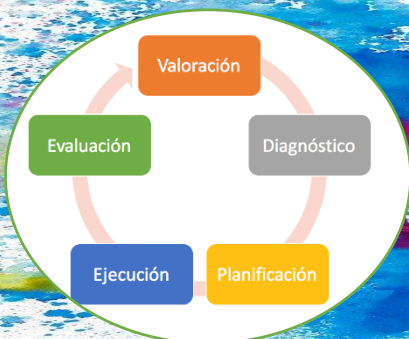 Valoración
Diagnóstico
Planificación
Ejecución
Evaluación